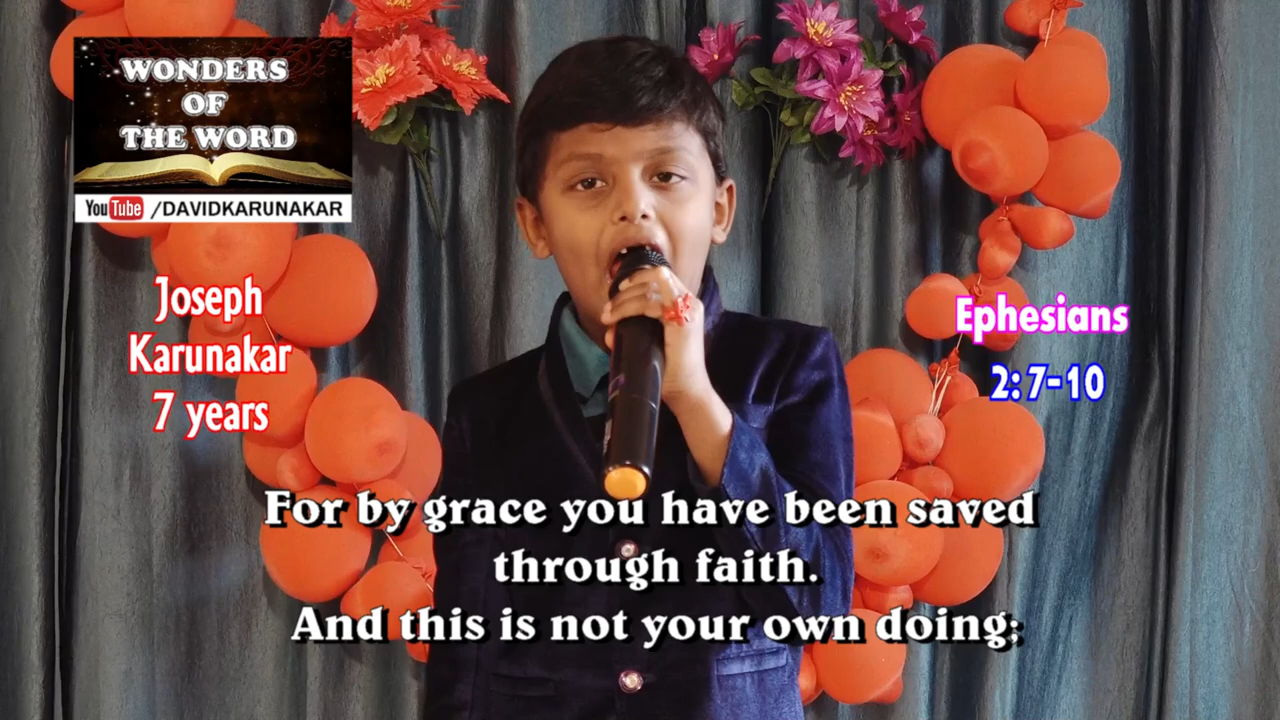 WONDERS
OF
THE WORD
YouTube /DAVIDKARUNAKAR
Joseph
Karunakar
7 years
Ephesians
2:7-10
For by grace you have been saved
through faith.
And this is not your own doing;